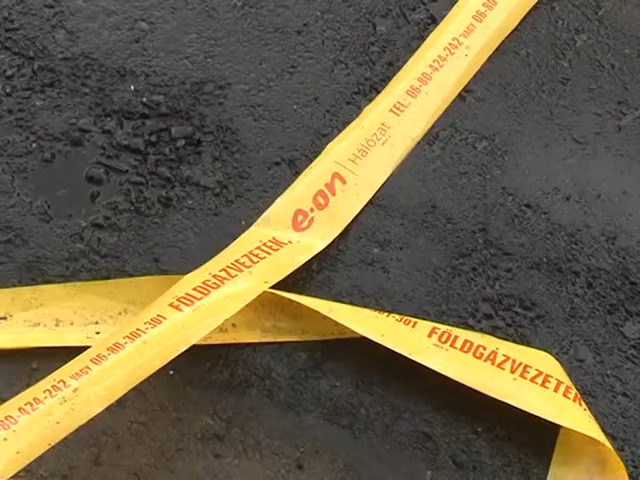 80-424-242 VAGY 06-80-301-301 FÖLDGÁZVEZETÉK, e·on | Hálózat TEL: 06-80-424-242 VAGY 06-80
301-301 FÖLDGÁZVEZETÉK